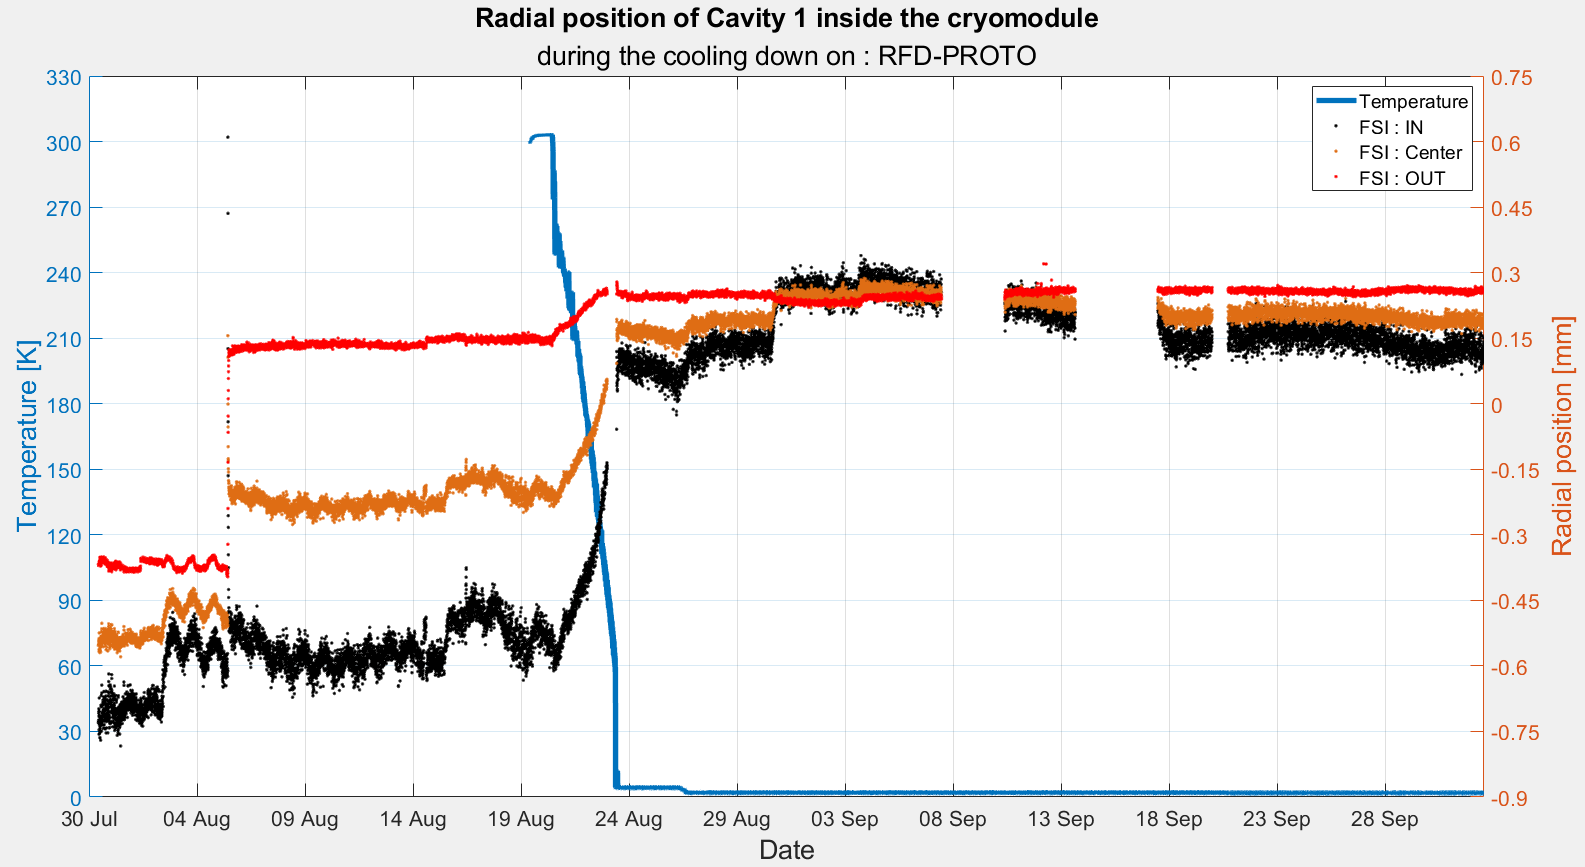 Radial position of Cavity 1 inside the cryomodule
during the cooling down on : RFD-PROTO
Temperature [K]
330
300
270
240
210
180
150
120
90
60
30
0
Temperature
FSI : IN
FSI : Center
FSI : OUT
0.75
0.6
0.45
0.3
0.15
0
-0.15
-0.3
-0.45
-0.6
-0.75
-0.9
Radial position [mm]
30 Jul
04 Aug
09 Aug
14 Aug
19 Aug
24 Aug
29 Aug
03 Sep
08 Sep
13 Sep
18 Sep
23 Sep
28 Sep
Date